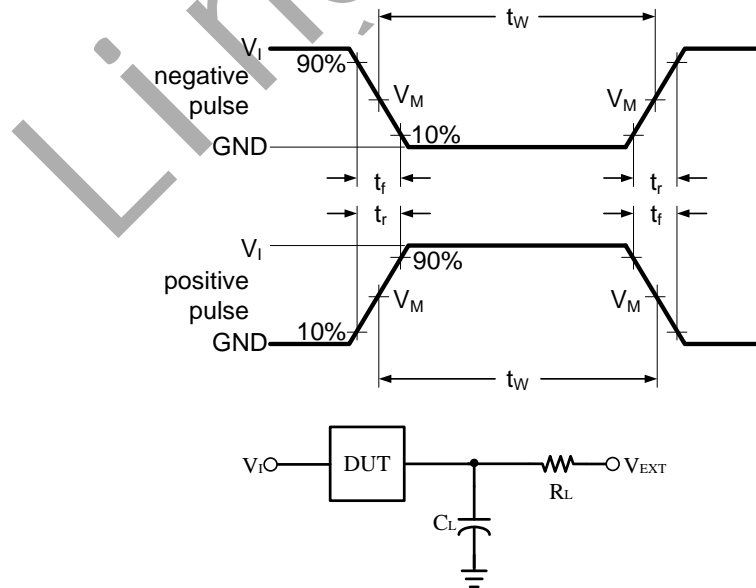 Lin
tW
VI
90%
negative
pulse
VM
VM
10%
GND
tf
tr
tr
tf
VI
90%
positive
pulse
VM
VM
10%
GND
tW
VI
DUT
VEXT
RL
CL